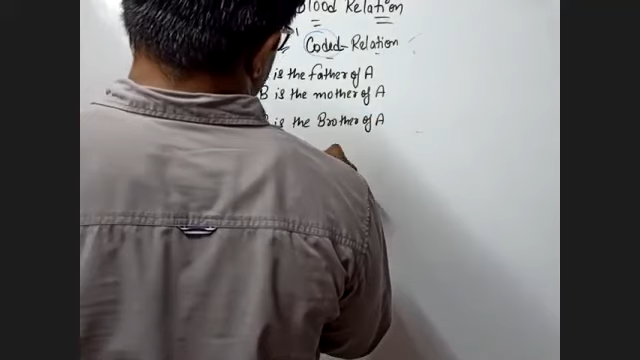 Blood Relation
Coded-Relation
is the father of A
B is the mother of A
is the Brother of A